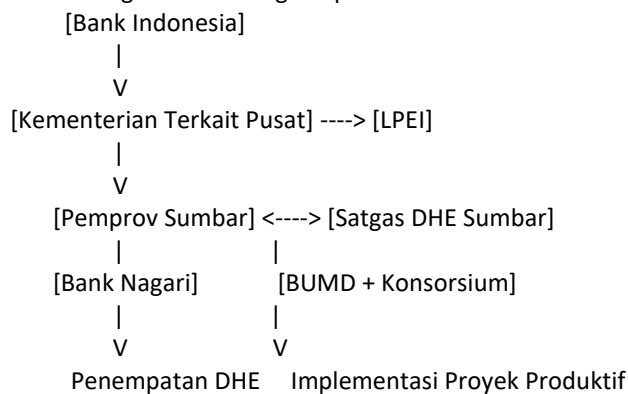 [Bank Indonesia]
|
V
[Kementerian Terkait Pusat] ----> [LPEI]
|
V
[Pemprov Sumbar] <----> [Satgas DHE Sumbar]
| |
[Bank Nagari] [BUMD + Konsorsium]
| |
V V
Penempatan DHE Implementasi Proyek Produktif